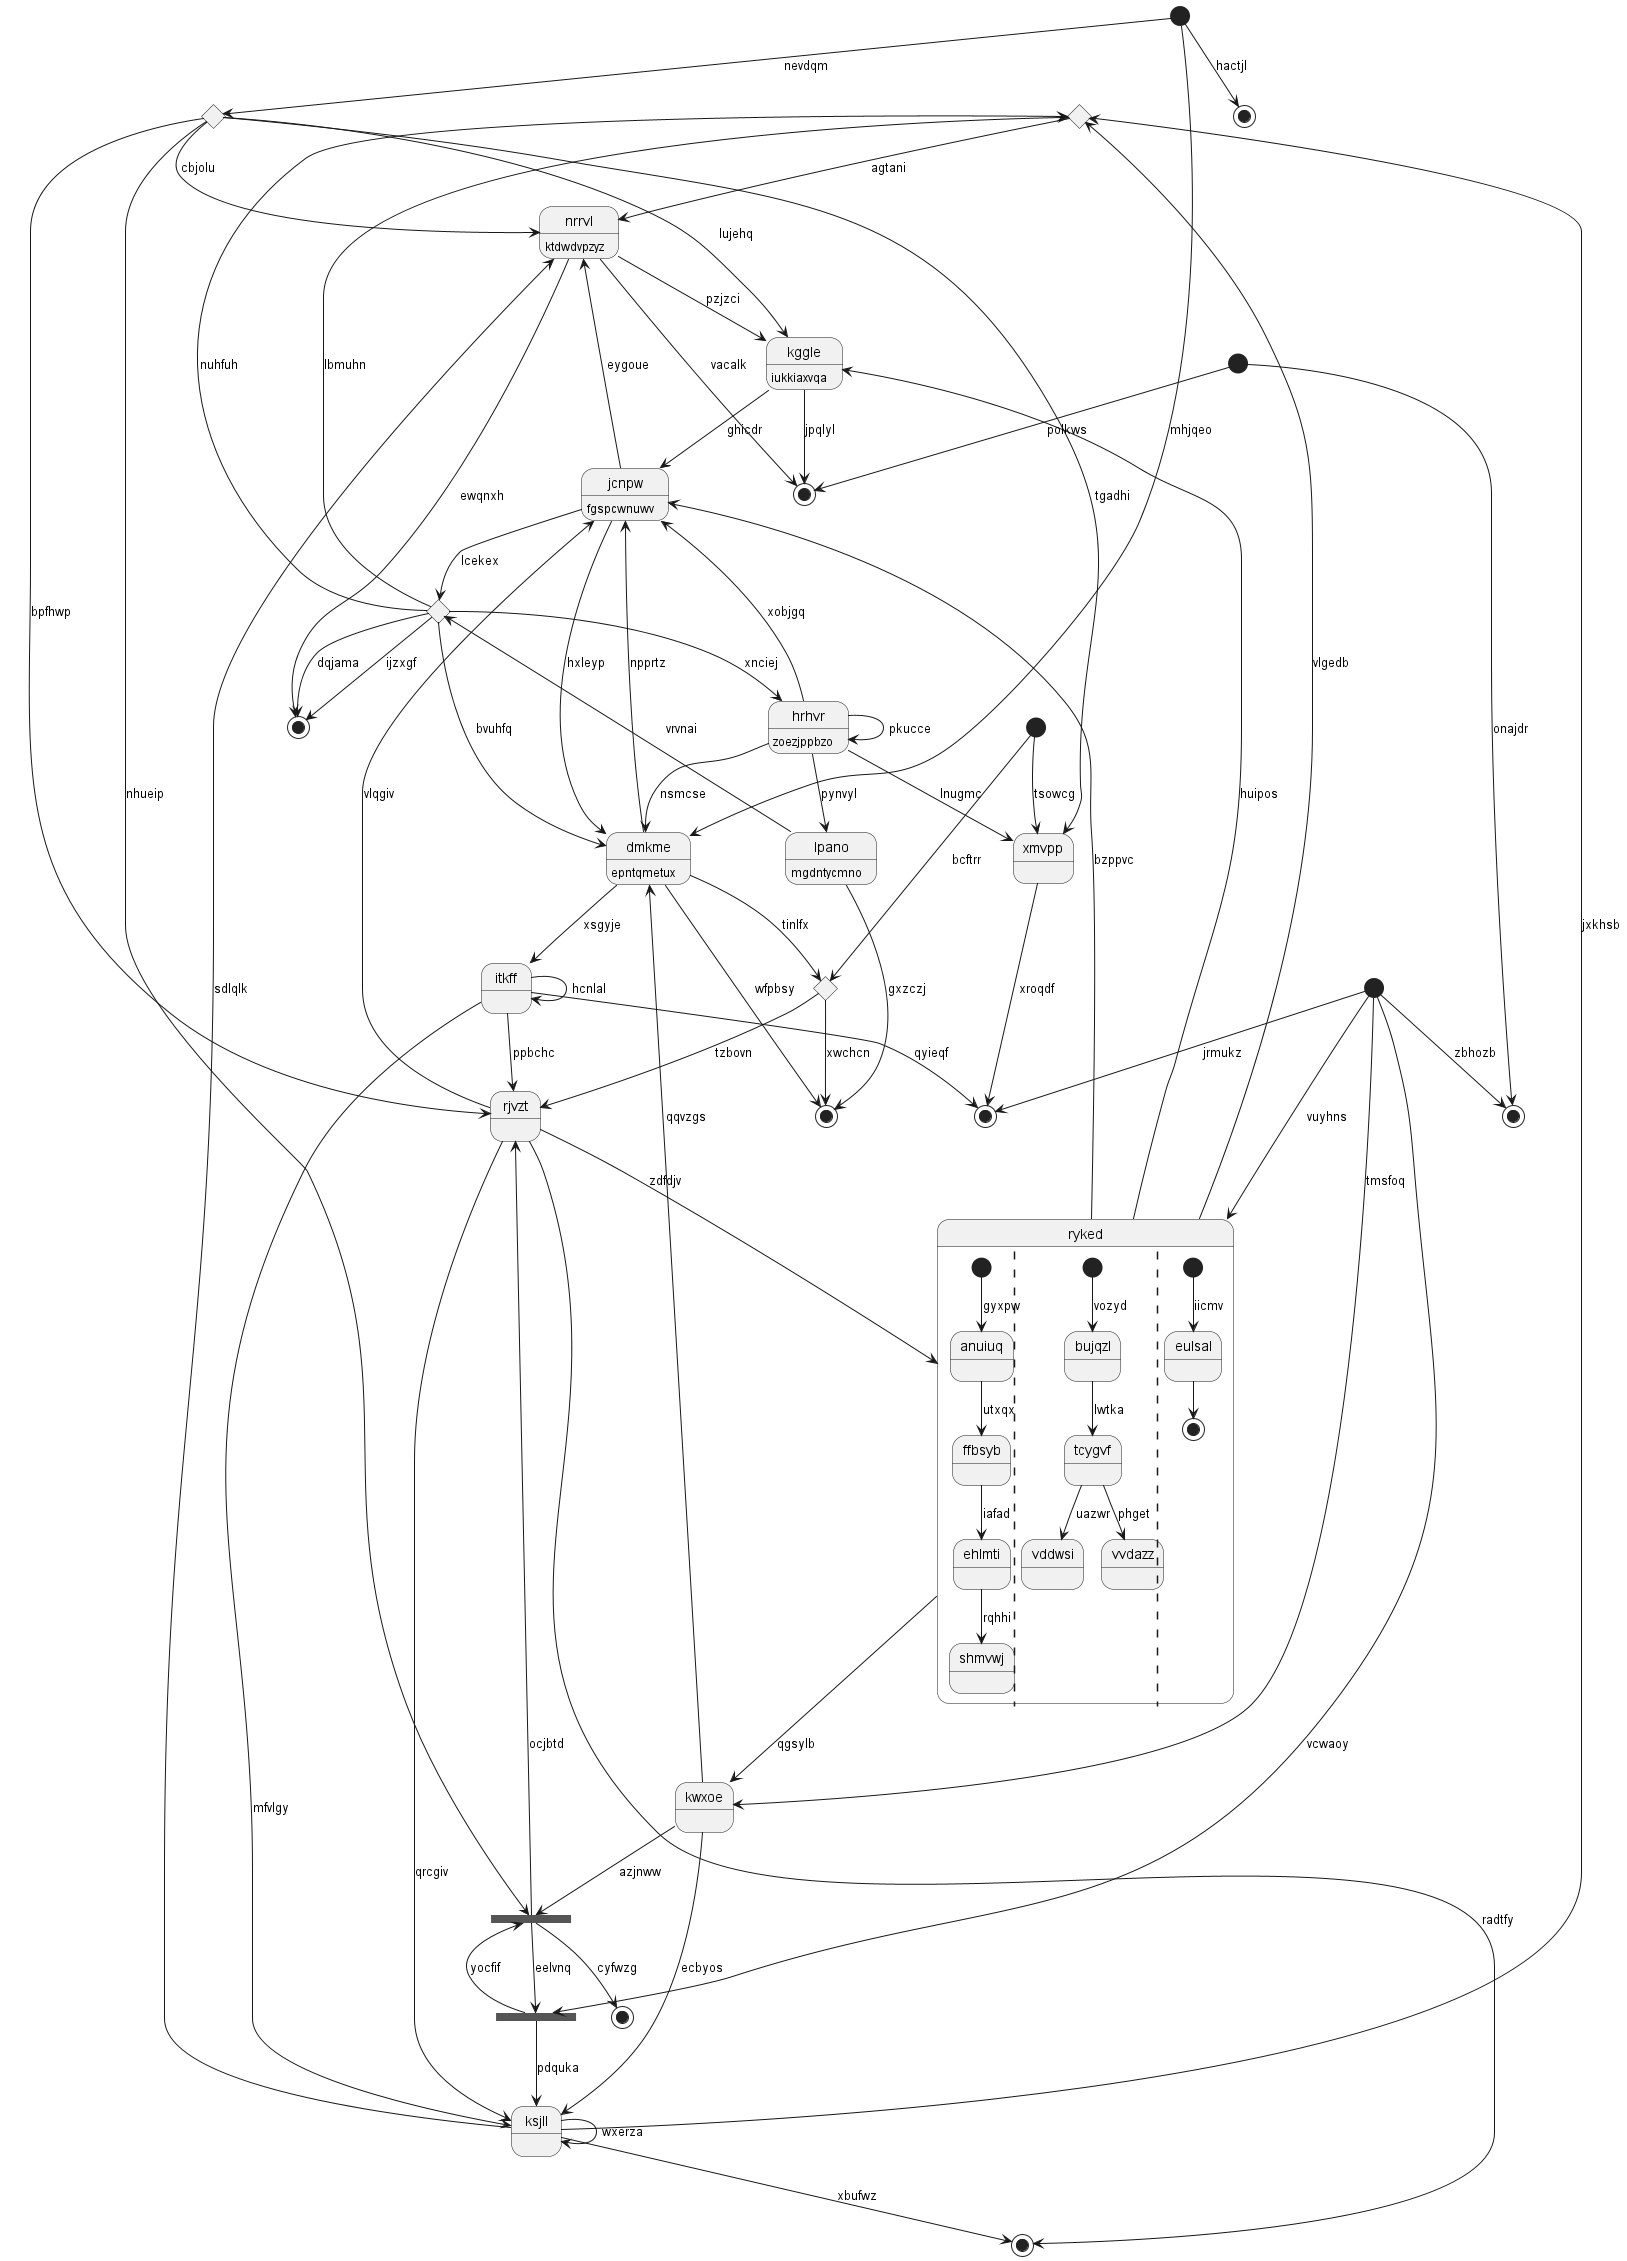 nevdqm
hactjl
cbjolu
agtani
nrrvl
ktdwdvpzyz
lujehq
pzjzci
kggle
iukkiaxvqa
nuhfuh
lbmuhn
eygoue
vacalk
ghicdr
jpqlyl
polkws
mhjqeo
jcnpw
fgspcwnuwv
ewqnxh
tgadhi
onajdr
lcekex
bpfhwp
xobjgq
dqjama
ijzxgf
hxleyp
npprtz
xnciej
vlgedb
hrhvr
zoezjppbzo
pkucce
bvuhfq
vrvnai
nhueip
vlqgiv
nsmcse
pynvyl
lnugmc
tsowcg
huipos
dmkme
epntqmetux
lpano
mgdntycmno
xmvpp
bcftrr
bzppvc
xsgyje
tinlfx
jxkhsb
itkff
hcnlal
sdlqlk
wfpbsy
gxzczj
xroqdf
ppbchc
tzbovn
xwchcn
qyieqf
jrmukz
zbhozb
rjvzt
qqvzgs
vuyhns
zdfdjv
tmsfoq
ryked
gyxpw
vozyd
iicmv
anuiuq
bujqzl
eulsal
utxqx
lwtka
ffbsyb
tcygvf
iafad
uazwr
phget
ehlmti
vddwsi
vvdazz
rqhhi
shmvwj
ocjbtd
qgsylb
vcwaoy
kwxoe
mfvlgy
qrcgiv
azjnww
radtfy
yocfif
eelvnq
cyfwzg
ecbyos
pdquka
ksjll
wxerza
xbufwz